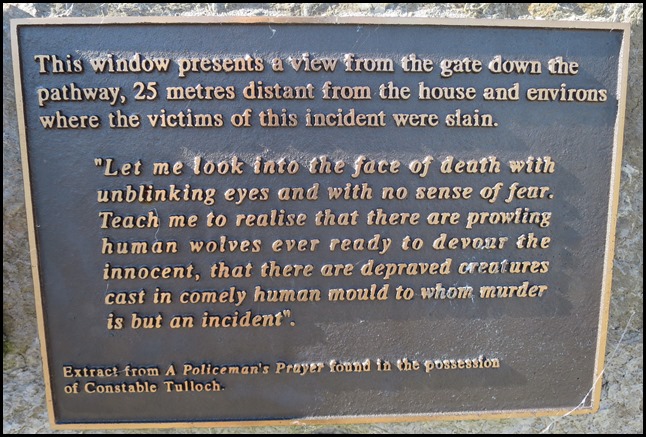 This window presents a view from the gate down the
pathway, 25 metres distant from the house and environs
where the victims of this incident were slain.
"Let me look into the face of death with
unblinking eyes and with no sense of fear.
Teach me to realise that there are prowling
human wolves ever ready to devour the
innocent, that there are depraved creatures
cast in comely human mould to whom murder
is but an incident".
Extract from A Policeman's Prayer found in the possession
of Constable Tulloch.